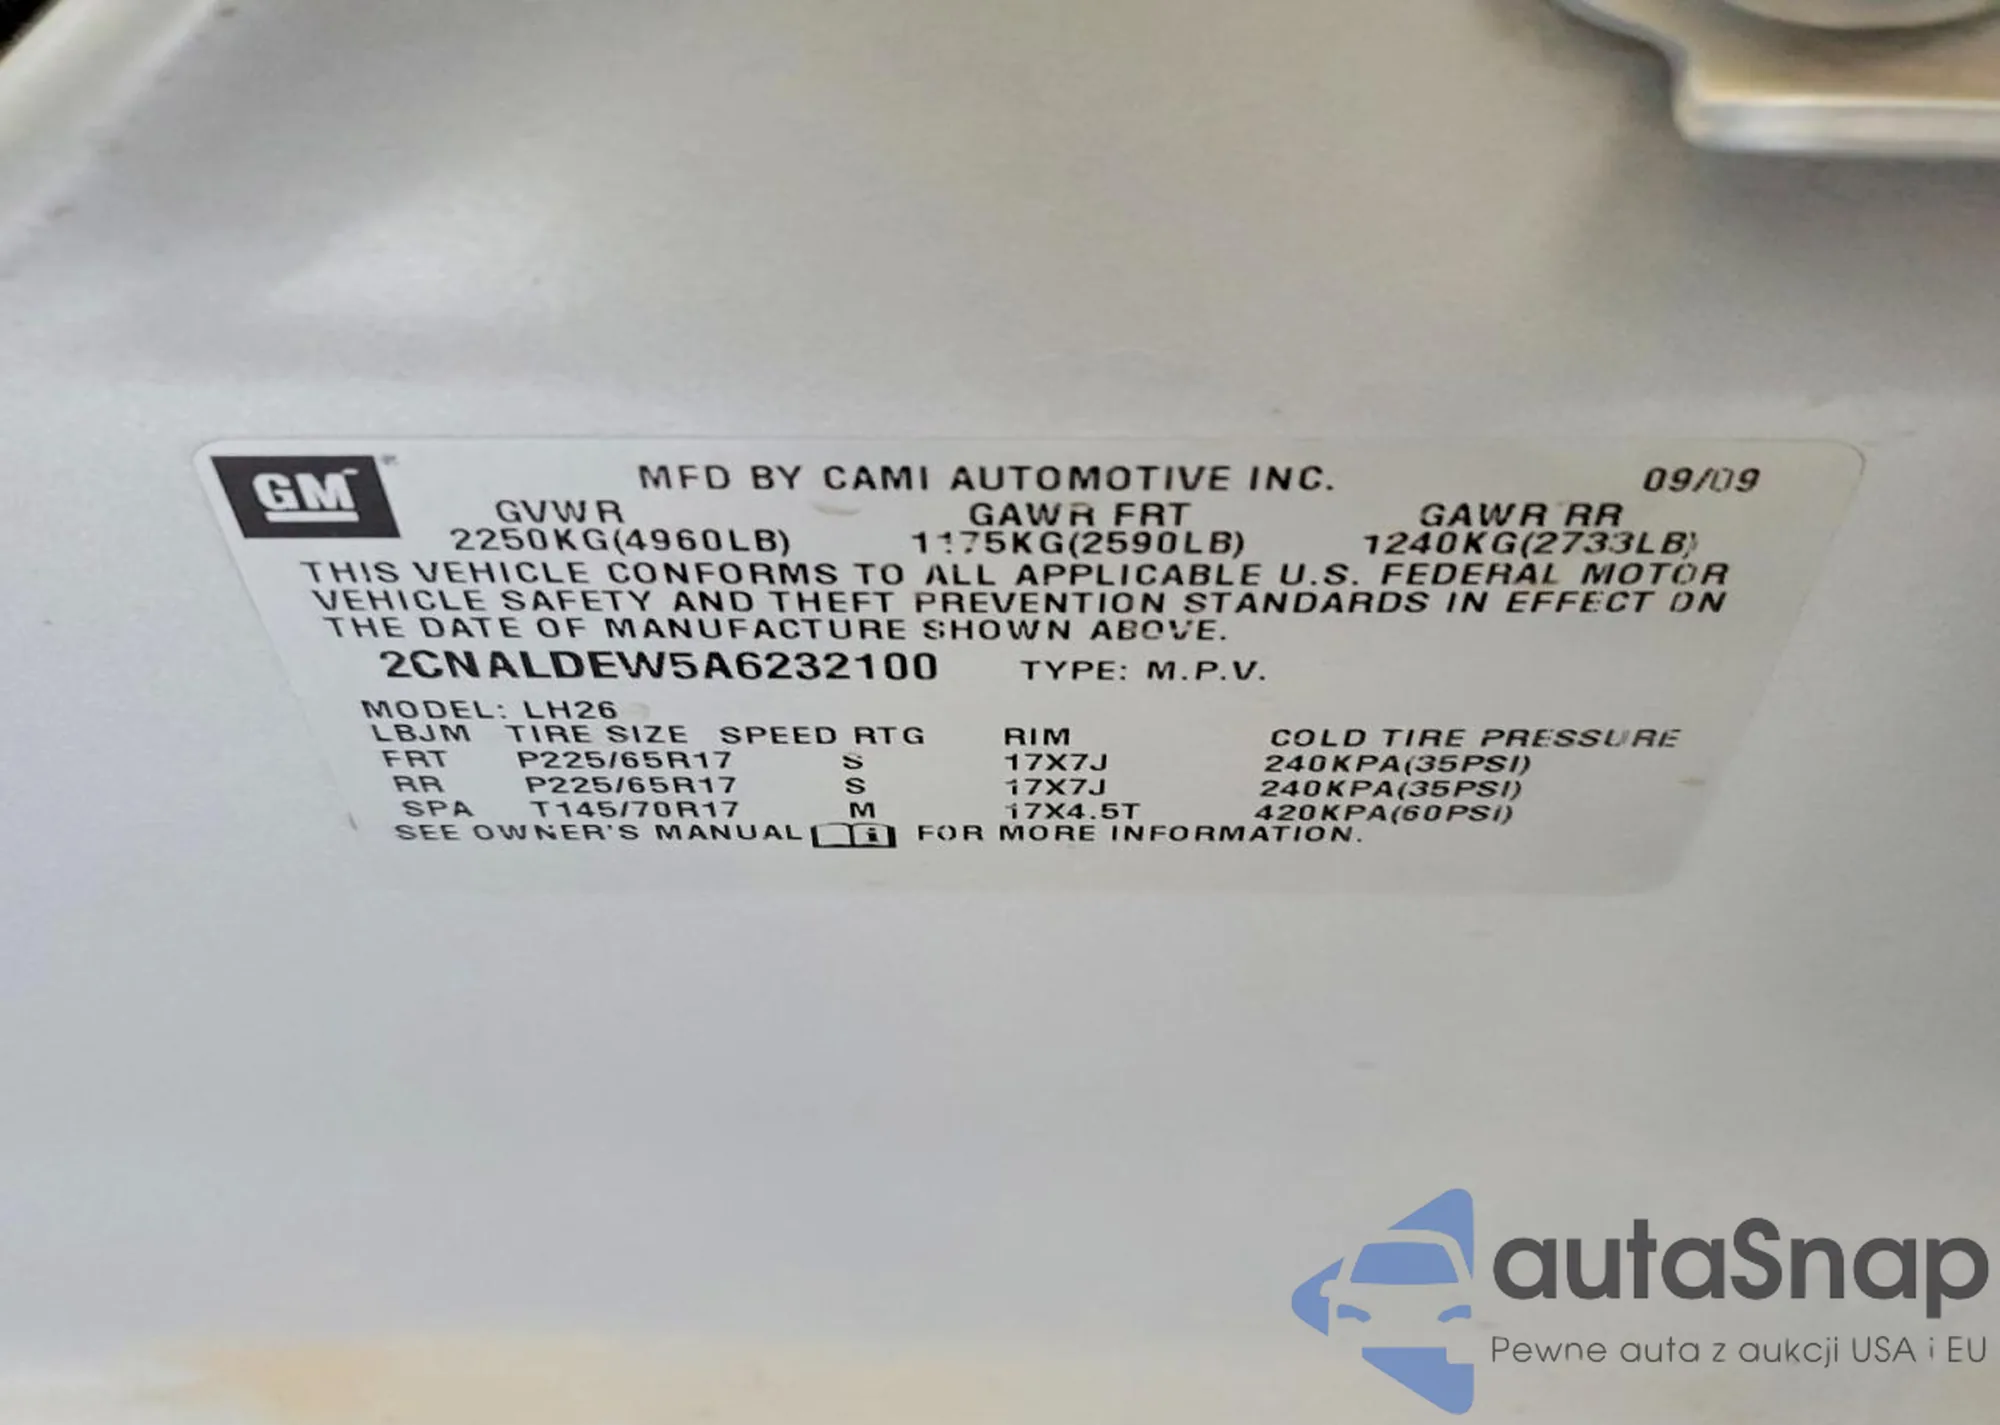 GM
MFD BY CAMI AUTOMOTIVE INC. 09/09
GVWR GAWR FRT GAWR RR
2250KG(4960LB) 1175KG(2590LB) 1240KG(2733LB)
THIS VEHICLE CONFORMS TO ALL APPLICABLE U.S. FEDERAL MOTOR
VEHICLE SAFETY AND THEFT PREVENTION STANDARDS IN EFFECT ON
THE DATE OF MANUFACTURE SHOWN ABOVE.
2CNALDEW5A6232100 TYPE: M.P.V.
MODEL: LH26
LBJM TIRE SIZE SPEED RTG RIM COLD TIRE PRESSURE
FRT P225/65R17 S 17X7J 240KPA(35PSI)
RR P225/65R17 S 17X7J 240KPA(35PSI)
SPA T145/70R17 M 17X4.5T 420KPA(60PSI)
SEE OWNER'S MANUAL FOR MORE INFORMATION.
autaSnap
Pewne auta z aukcji USA i EU